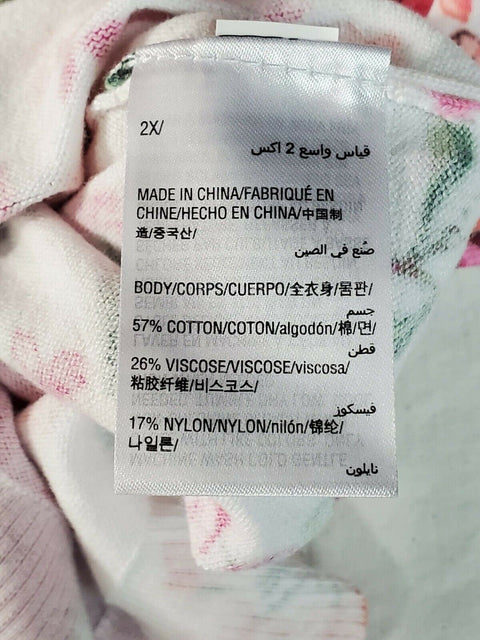 2X/
قياس واسع 2 اكس
MADE IN CHINA/FABRIQUÉ EN
CHINE/HECHO EN CHINA/中国制
造/중국산/
صُنع في الصين
BODY/CORPS/CUERPO/全衣身/몸판/
جسم
57% COTTON/COTON/algodón/棉/면/
قطن
26% VISCOSE/VISCOSE/viscosa/
粘胶纤维/비스코스/
فيسكوز
17% NYLON/NYLON/nilón/锦纶/
나일론/
نايلون